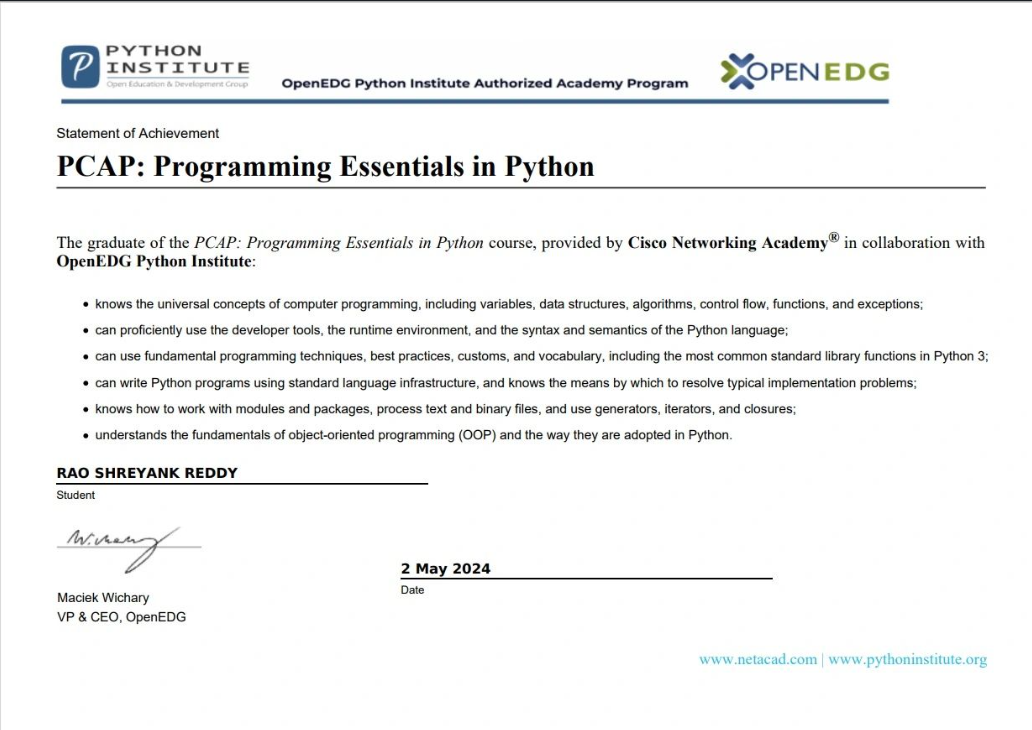 PYTHON
INSTITUTE
Open Education & Development Group
OpenEDG Python Institute Authorized Academy Program
OPENEDG
Statement of Achievement
PCAP: Programming Essentials in Python
The graduate of the PCAP: Programming Essentials in Python course, provided by Cisco Networking Academy® in collaboration with
OpenEDG Python Institute:
• knows the universal concepts of computer programming, including variables, data structures, algorithms, control flow, functions, and exceptions;
• can proficiently use the developer tools, the runtime environment, and the syntax and semantics of the Python language;
• can use fundamental programming techniques, best practices, customs, and vocabulary, including the most common standard library functions in Python 3;
• can write Python programs using standard language infrastructure, and knows the means by which to resolve typical implementation problems;
• knows how to work with modules and packages, process text and binary files, and use generators, iterators, and closures;
• understands the fundamentals of object-oriented programming (OOP) and the way they are adopted in Python.
RAO SHREYANK REDDY
Student
W.chary
2 May 2024
Date
Maciek Wichary
VP & CEO, OpenEDG
www.netacad.com | www.pythoninstitute.org